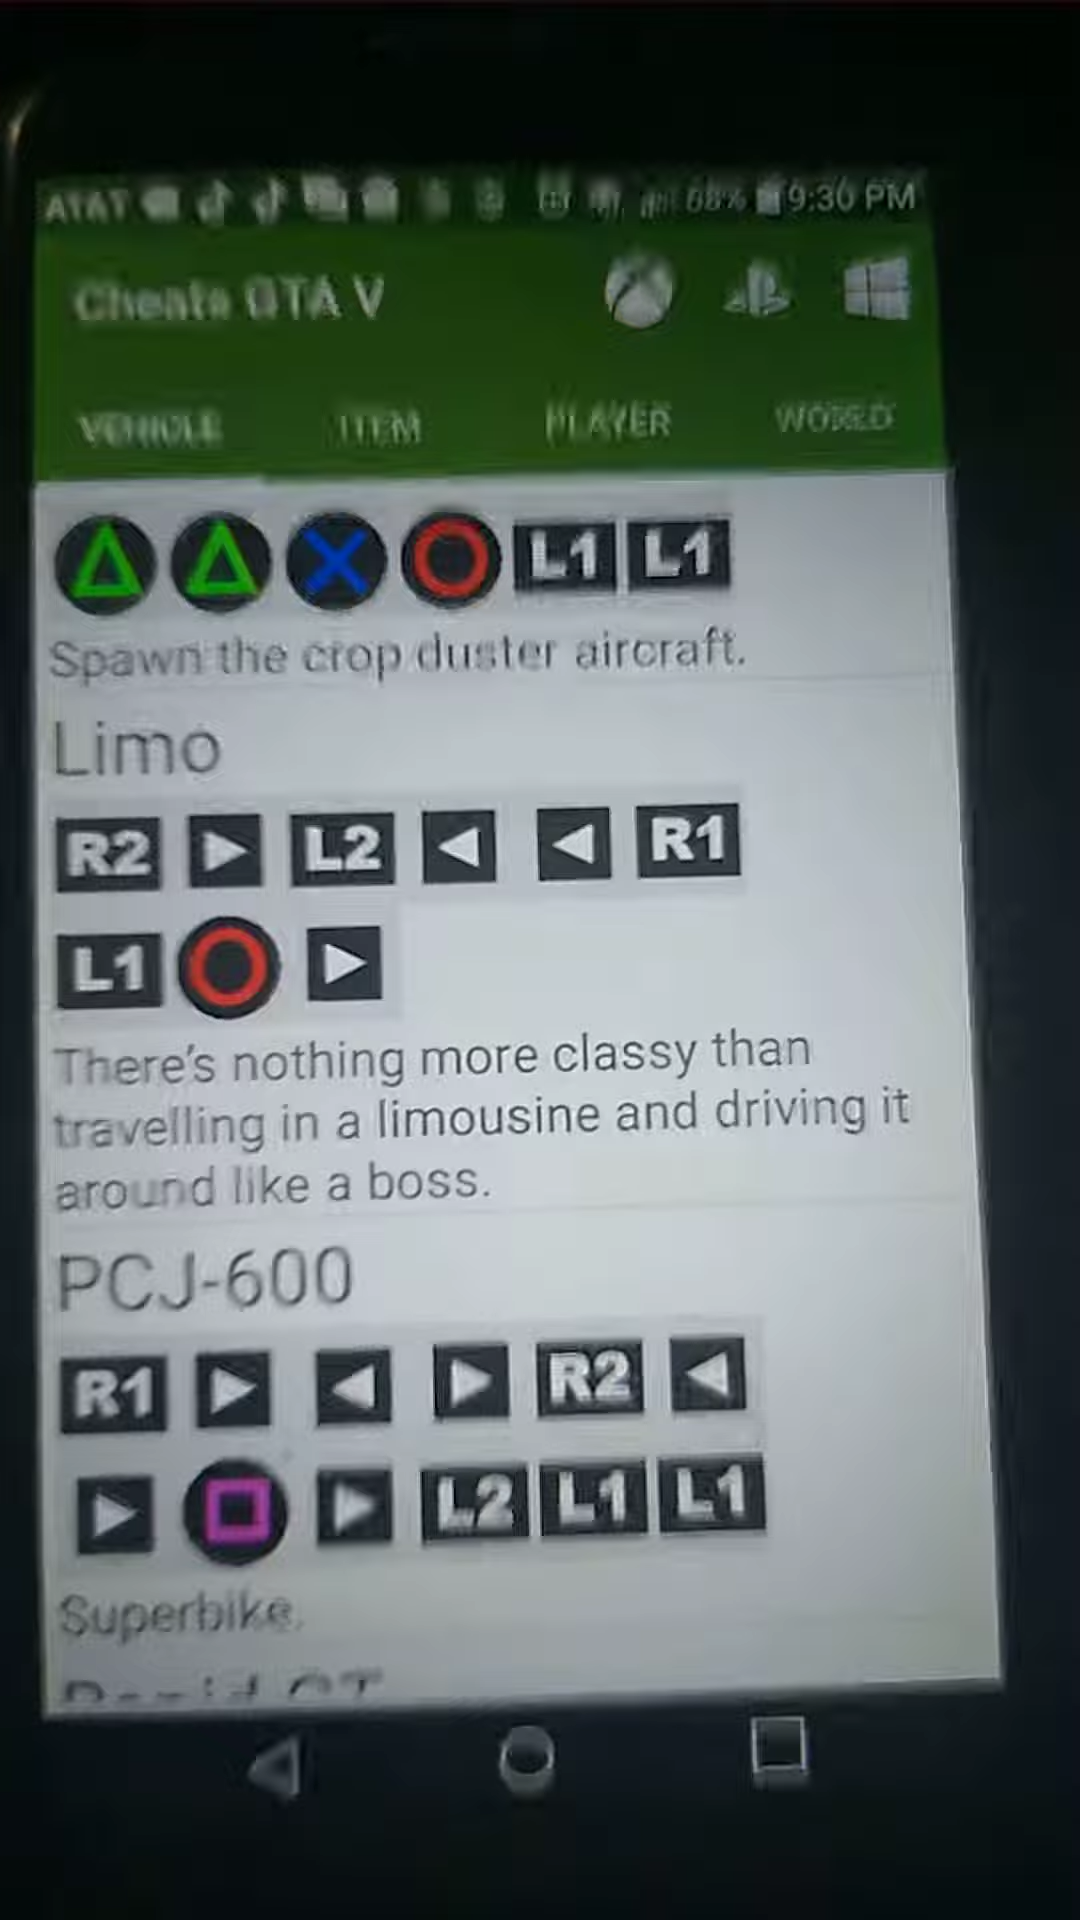 AT&T 68% 9:30 PM
Cheats GTA V
VEHICLE ITEM PLAYER WORLD
L1 L1
Spawn the crop duster aircraft.
Limo
R2 L2 R1
L1
There's nothing more classy than
travelling in a limousine and driving it
around like a boss.
PCJ-600
R1 R2
L2 L1 L1
Superbike.